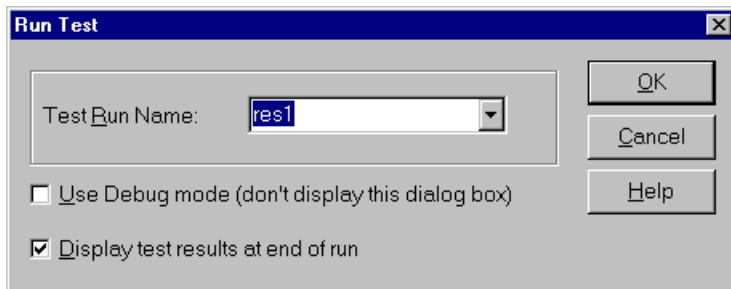 Run Test
Test Run Name:
res1
OK
Cancel
Help
Use Debug mode (don't display this dialog box)
Display test results at end of run